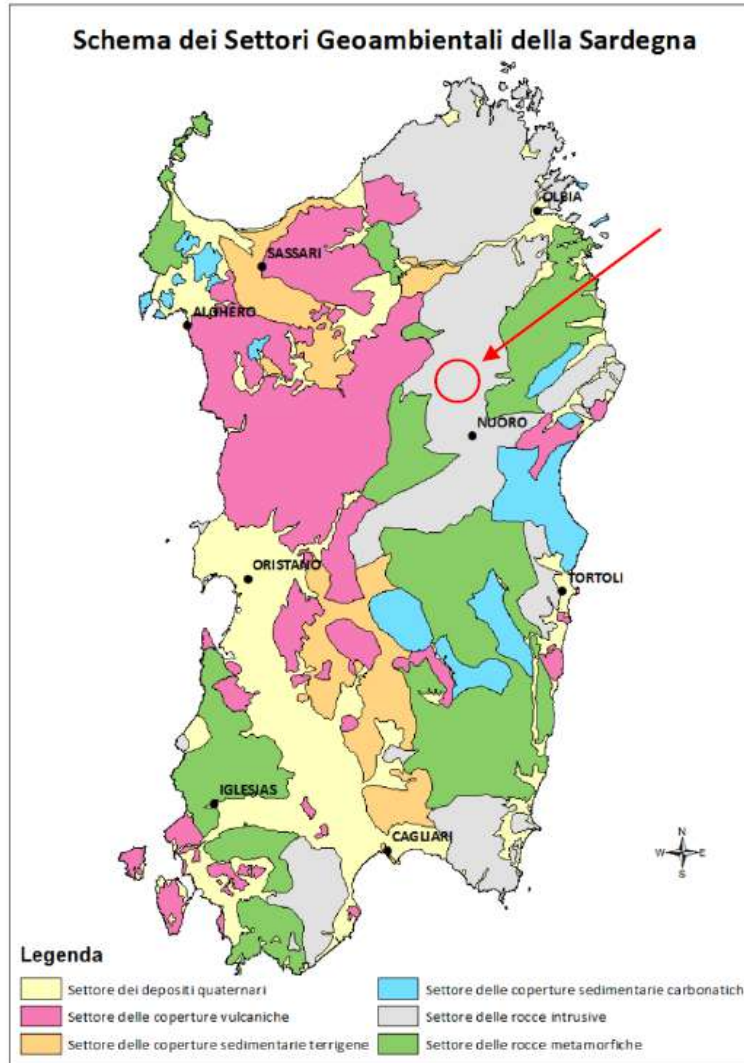 Schema dei Settori Geoambientali della Sardegna
OLBIA
SASSARI
ALGHERO
NUORO
ORISTANO
TORTOLI
IGLESIAS
CAGLIARI
N
W E
S
Legenda
Settore dei depositi quaternari
Settore delle coperture vulcaniche
Settore delle coperture sedimentarie terrigene
Settore delle coperture sedimentarie carbonatich
Settore delle rocce intrusive
Settore delle rocce metamorfiche